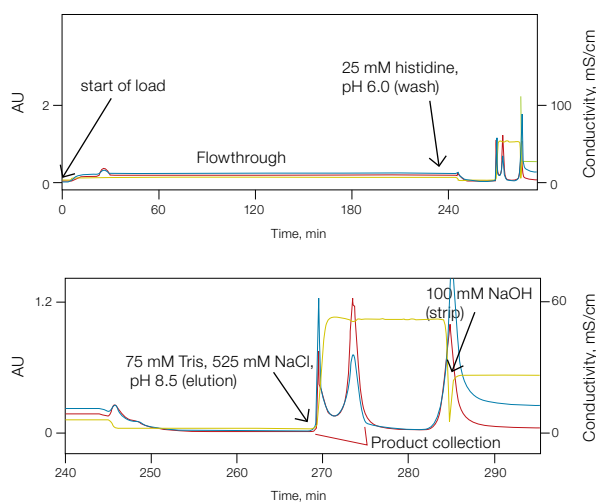 start of load
25 mM histidine,
pH 6.0 (wash)
Flowthrough
AU
2
0
100
50
0
Conductivity, mS/cm
0
60
120
180
240
Time, min
1.2
0
AU
60
0
Conductivity, mS/cm
75 mM Tris, 525 mM NaCl,
pH 8.5 (elution)
100 mM NaOH
(strip)
Product collection
240
250
260
270
280
290
Time, min